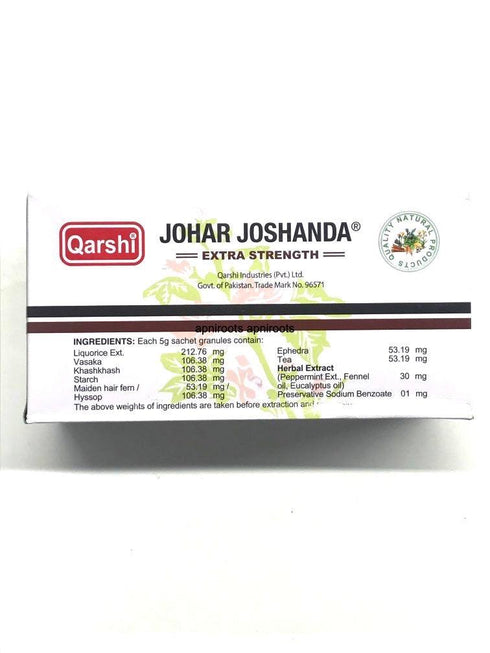 Qarshi
JOHAR JOSHANDA®
EXTRA STRENGTH
Qarshi Industries (Pvt.) Ltd.
Govt. of Pakistan. Trade Mark No. 96571
QUALITY NATURAL PRODUCTS
apniroots apniroots
INGREDIENTS: Each 5g sachet granules contain:
Liquorice Ext. 212.76 mg
Vasaka 106.38 mg
Khashkhash 106.38 mg
Starch 106.38 mg
Maiden hair fern / 53.19 mg /
Hyssop 106.38 mg
Ephedra 53.19 mg
Tea 53.19 mg
Herbal Extract
(Peppermint Ext., Fennel 30 mg
oil, Eucalyptus oil)
Preservative Sodium Benzoate 01 mg
The above weights of ingredients are taken before extraction and